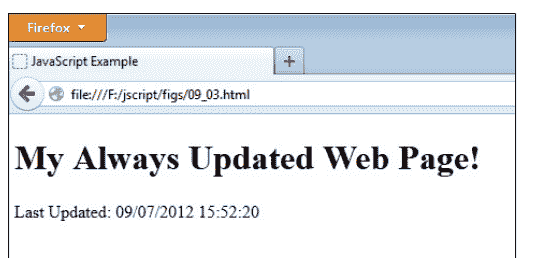 Firefox
JavaScript Example
file:///F:/jscript/figs/09_03.html
My Always Updated Web Page!
Last Updated: 09/07/2012 15:52:20